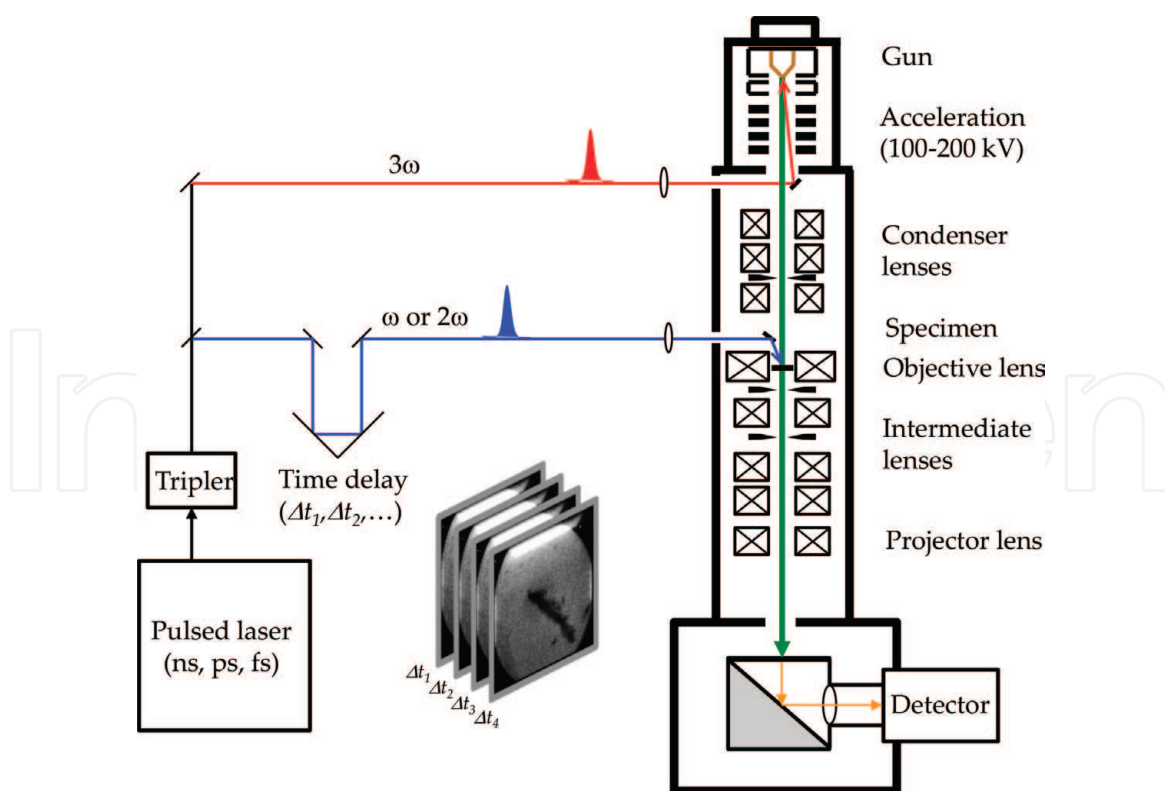 Gun
Acceleration
(100-200 kV)
3ω
Condenser
lenses
ω or 2ω
Specimen
Objective lens
Intermediate
lenses
Tripler
Time delay
(Δt1,Δt2,…)
Projector lens
Pulsed laser
(ns, ps, fs)
Δt1
Δt2
Δt3
Δt4
Detector